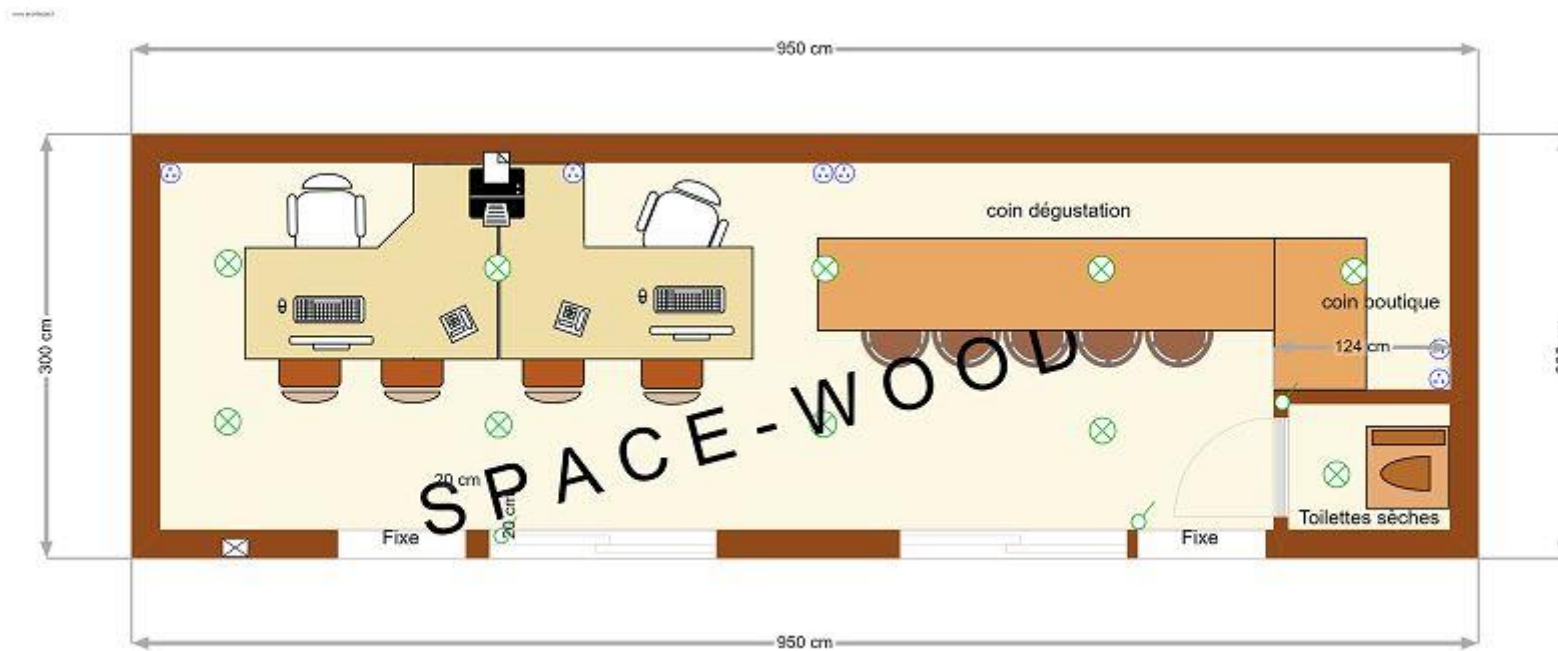 950 cm
300 cm
coin dégustation
coin boutique
124 cm
SPACE-WOOD
20 cm
20 cm
Toilettes sèches
Fixe
Fixe
950 cm